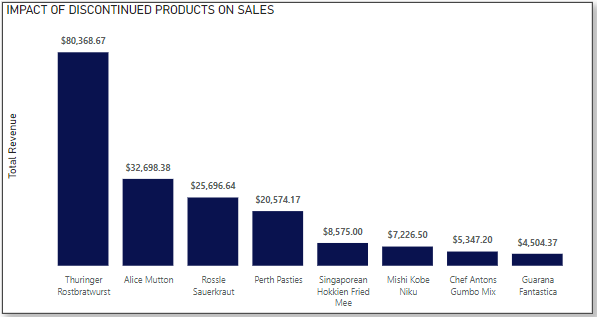 IMPACT OF DISCONTINUED PRODUCTS ON SALES
Total Revenue
$80,368.67
$32,698.38
$25,696.64
$20,574.17
$8,575.00
$7,226.50
$5,347.20
$4,504.37
Thuringer
Rostbratwurst
Alice Mutton
Rossle
Sauerkraut
Perth Pasties
Singaporean
Hokkien Fried
Mee
Mishi Kobe
Niku
Chef Antons
Gumbo Mix
Guarana
Fantastica